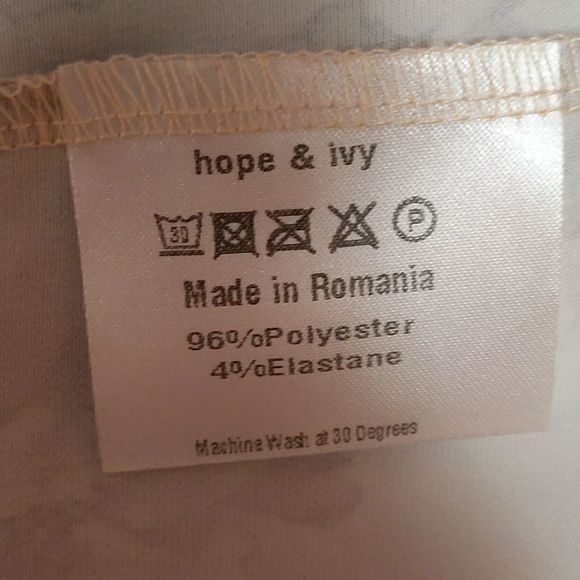 hope & ivy
30 P
Made in Romania
96%Polyester
4%Elastane
Machine Wash at 30 Degrees